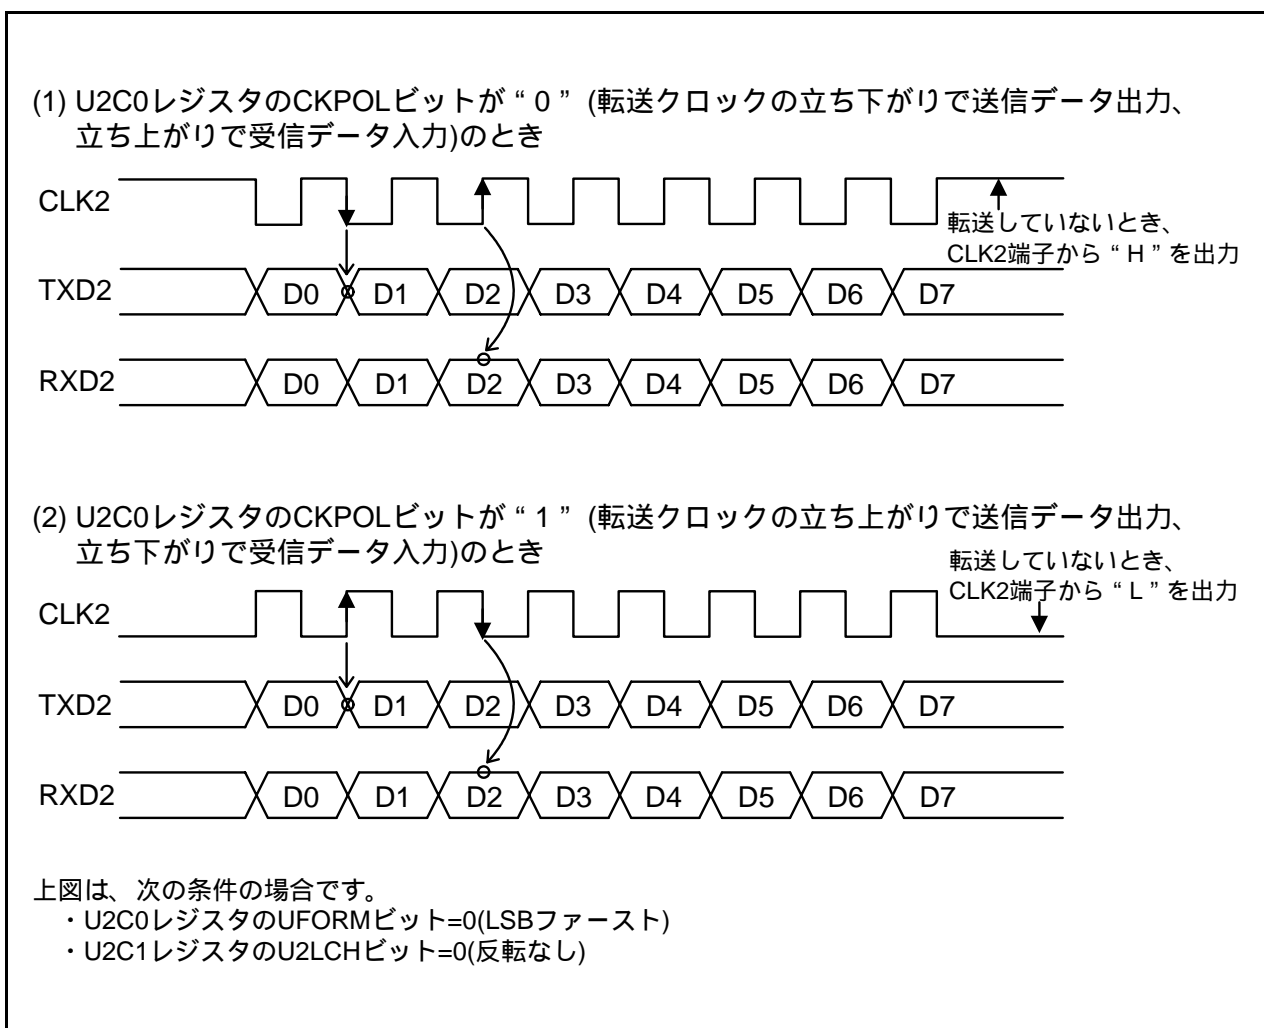 (1) U2C0レジスタのCKPOLビットが“0” (転送クロックの立ち下がりで送信データ出力、
立ち上がりで受信データ入力)のとき
CLK2
転送していないとき、
CLK2端子から“H”を出力
TXD2 D0 D1 D2 D3 D4 D5 D6 D7
RXD2 D0 D1 D2 D3 D4 D5 D6 D7
(2) U2C0レジスタのCKPOLビットが“1” (転送クロックの立ち上がりで送信データ出力、
立ち下がりで受信データ入力)のとき
転送していないとき、
CLK2端子から“L”を出力
CLK2
TXD2 D0 D1 D2 D3 D4 D5 D6 D7
RXD2 D0 D1 D2 D3 D4 D5 D6 D7
上図は、次の条件の場合です。
・U2C0レジスタのUFORMビット=0(LSBファースト)
・U2C1レジスタのU2LCHビット=0(反転なし)